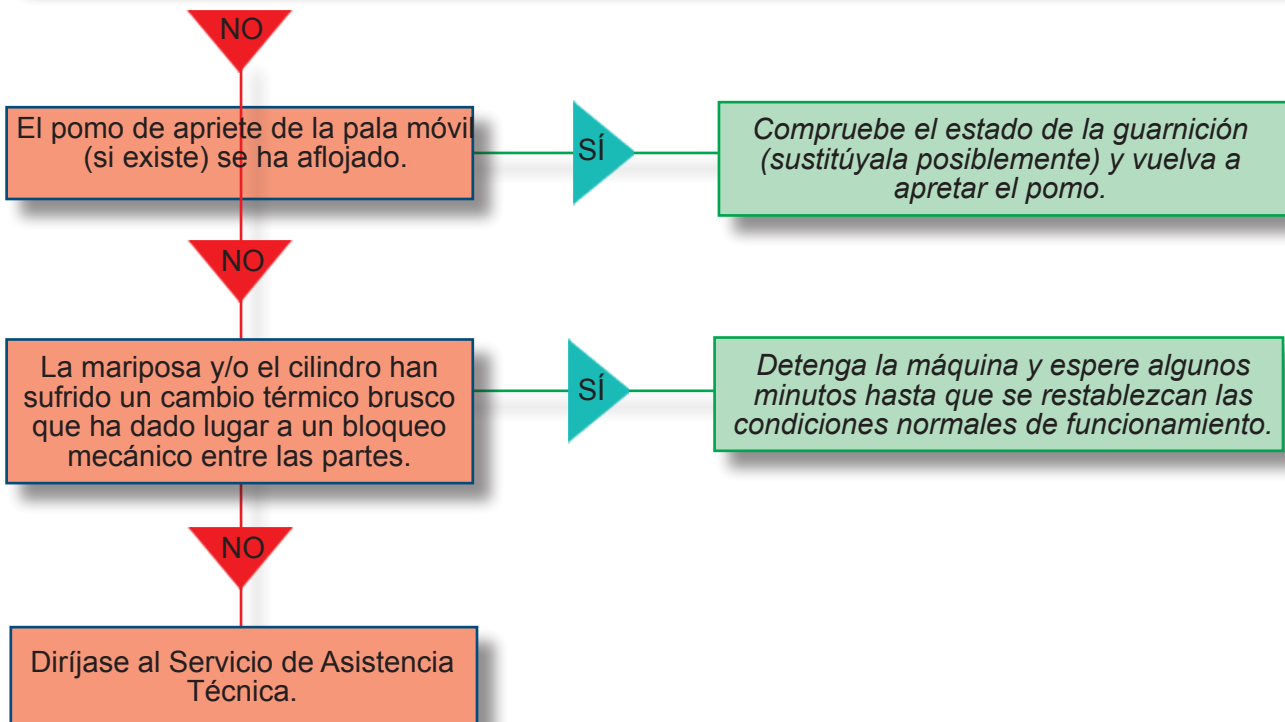 NO
El pomo de apriete de la pala móvil
(si existe) se ha aflojado.
SÍ
Compruebe el estado de la guarnición
(sustitúyala posiblemente) y vuelva a
apretar el pomo.
NO
La mariposa y/o el cilindro han
sufrido un cambio térmico brusco
que ha dado lugar a un bloqueo
mecánico entre las partes.
SÍ
Detenga la máquina y espere algunos
minutos hasta que se restablezcan las
condiciones normales de funcionamiento.
NO
Diríjase al Servicio de Asistencia
Técnica.